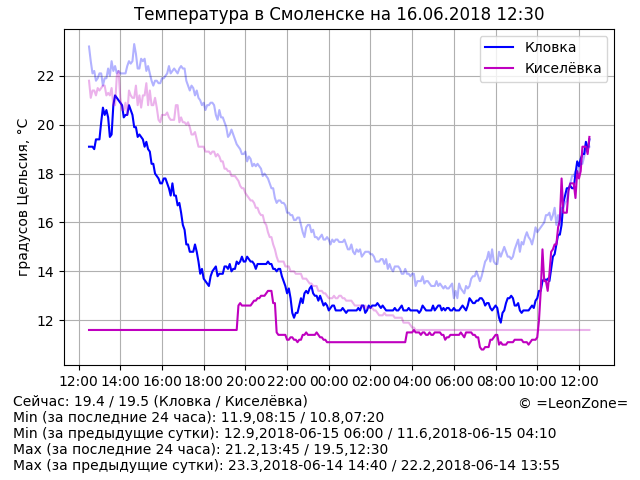 Температура в Смоленске на 16.06.2018 12:30
Кловка
Киселёвка
градусов Цельсия, °C
22
20
18
16
14
12
12:00 14:00 16:00 18:00 20:00 22:00 00:00 02:00 04:00 06:00 08:00 10:00 12:00
Сейчас: 19.4 / 19.5 (Кловка / Киселёвка)
© =LeonZone=
Min (за последние 24 часа): 11.9,08:15 / 10.8,07:20
Min (за предыдущие сутки): 12.9,2018-06-15 06:00 / 11.6,2018-06-15 04:10
Max (за последние 24 часа): 21.2,13:45 / 19.5,12:30
Max (за предыдущие сутки): 23.3,2018-06-14 14:40 / 22.2,2018-06-14 13:55